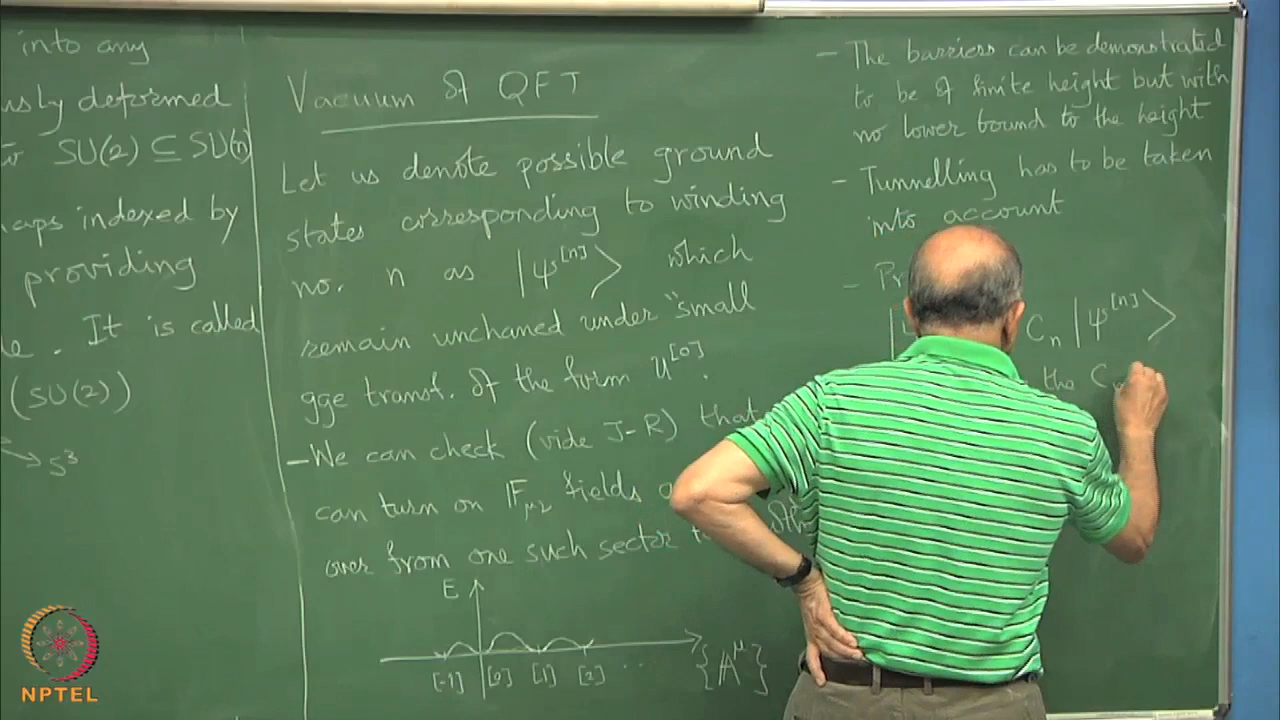 into any
usly deformed
SU(2) ⊆ SU(n)
maps indexed by
providing
It is called
(SU(2))
→ S³
Vacuum of QFT
Let us denote possible ground
states corresponding to winding
no. n as |ψ^[n]⟩ which
remain unchaned under "small
gge transf. of the form U^[0].
- We can check (vide J-R) that
can turn on F_μν fields
over from one such sector to
E
[-1] [0] [1] [2] ...
{A^μ}
- The barriers can be demonstrated
to be of finite height but with
no lower bound to the height
- Tunnelling has to be taken
into account
- Pr
C_n |ψ^[n]⟩
the C
NPTEL